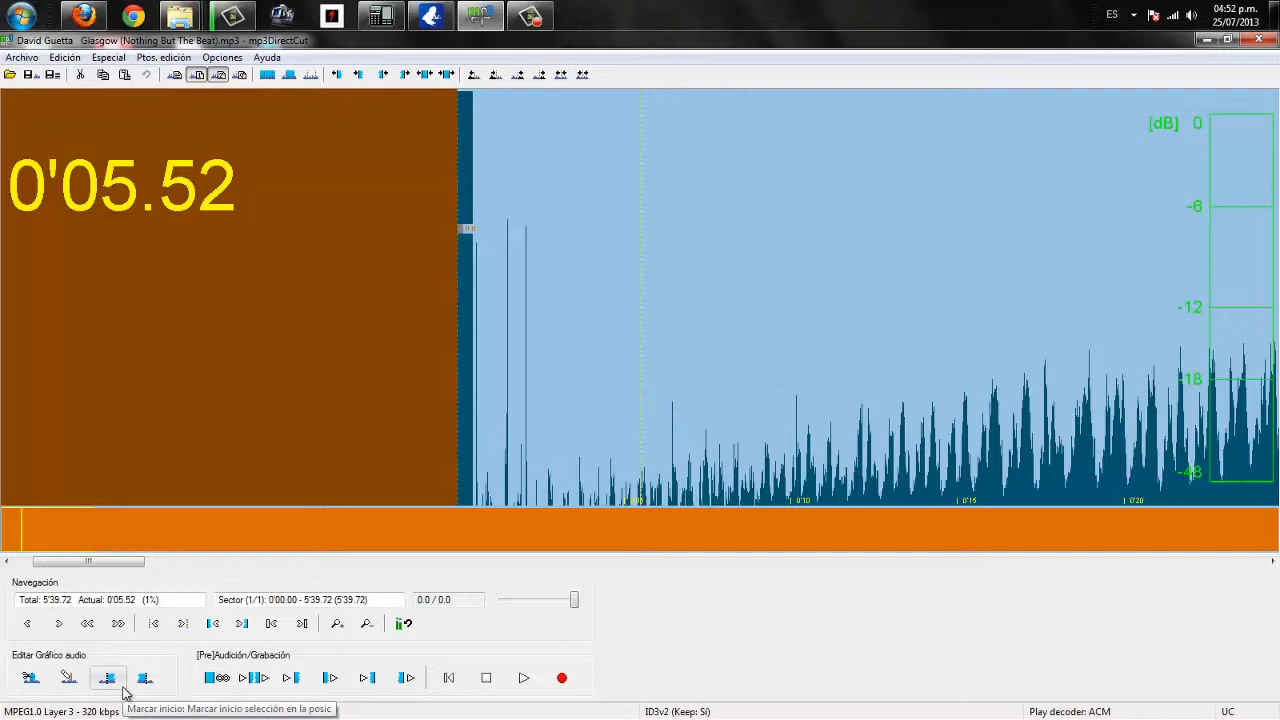 ES
04:52 p.m.
25/07/2013
David Guetta   Glasgow (Nothing But The Beat).mp3 - mp3DirectCut
Archivo Edición Especial Ptos. edición Opciones Ayuda
0'05.52
[dB] 0
-6
0.0
-12
-18
-48
0'05 0'10 0'15 0'20
Navegación
Total: 5'39.72 Actual: 0'05.52 (1%)
Sector (1/1): 0'00.00 - 5'39.72 (5'39.72)
0.0 / 0.0
Editar Gráfico audio
[Pre]Audición/Grabación
Marcar inicio: Marcar inicio selección en la posic
MPEG1.0 Layer 3 - 320 kbps
ID3v2 (Keep: Sí)
Play decoder: ACM
UC